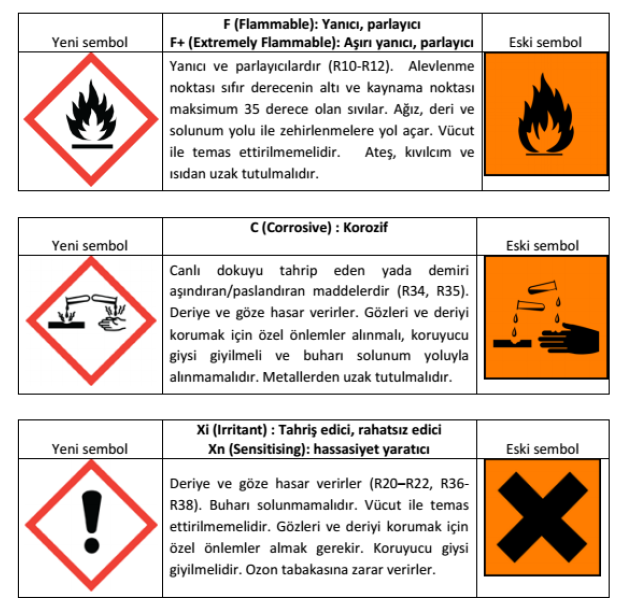 F (Flammable): Yanıcı, parlayıcı
Yeni sembol
F+ (Extremely Flammable): Aşırı yanıcı, parlayıcı
Eski sembol
Yanıcı ve parlayıcılardır (R10-R12). Alevlenme
noktası sıfır derecenin altı ve kaynama noktası
maksimum 35 derece olan sıvılar. Ağız, deri ve
solunum yolu ile zehirlenmelere yol açar. Vücut
ile temas ettirilmemelidir. Ateş, kıvılcım ve
ısıdan uzak tutulmalıdır.
C (Corrosive) : Korozif
Yeni sembol
Eski sembol
Canlı dokuyu tahrip eden yada demiri
aşındıran/paslandıran maddelerdir (R34, R35).
Deriye ve göze hasar verirler. Gözleri ve deriyi
korumak için özel önlemler alınmalı, koruyucu
giysi giyilmeli ve buharı solunum yoluyla
alınmamalıdır. Metallerden uzak tutulmalıdır.
Xi (Irritant) : Tahriş edici, rahatsız edici
Yeni sembol
Xn (Sensitising): hassasiyet yaratıcı
Eski sembol
Deriye ve göze hasar verirler (R20–R22, R36-
R38). Buharı solunmamalıdır. Vücut ile temas
ettirilmemelidir. Gözleri ve deriyi korumak için
özel önlemler almak gerekir. Koruyucu giysi
giyilmelidir. Ozon tabakasına zarar verirler.